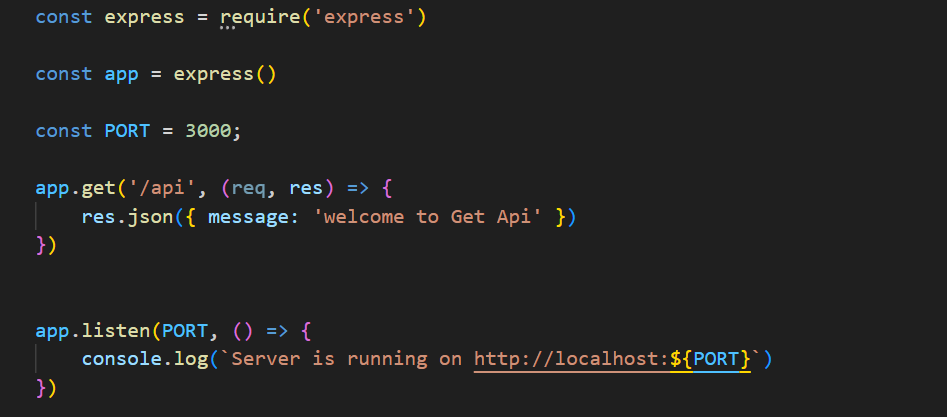 const express = require('express')
const app = express()
const PORT = 3000;
app.get('/api', (req, res) => {
    res.json({ message: 'welcome to Get Api' })
})
app.listen(PORT, () => {
    console.log(`Server is running on http://localhost:${PORT}`)
})